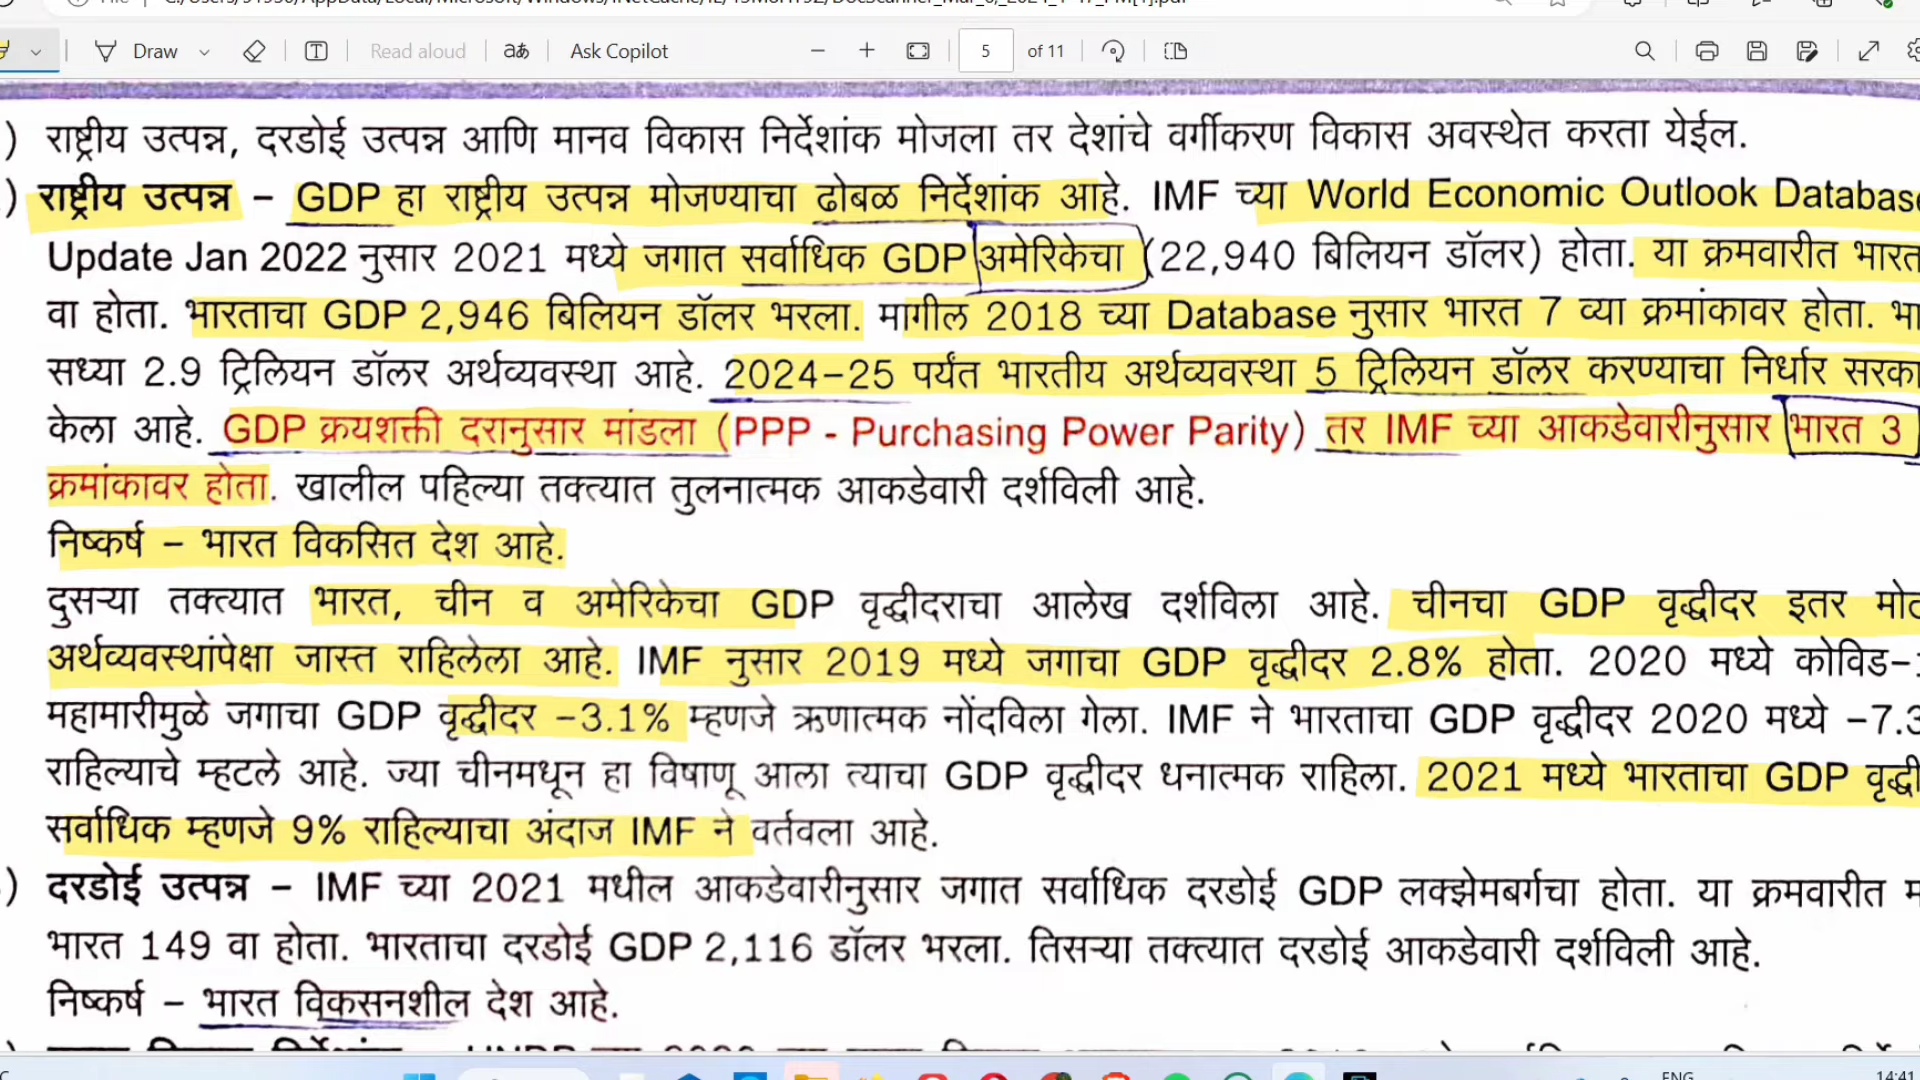 Draw
Read aloud
Ask Copilot
5 of 11
) राष्ट्रीय उत्पन्न, दरडोई उत्पन्न आणि मानव विकास निर्देशांक मोजला तर देशांचे वर्गीकरण विकास अवस्थेत करता येईल.
) राष्ट्रीय उत्पन्न – GDP हा राष्ट्रीय उत्पन्न मोजण्याचा ढोबळ निर्देशांक आहे. IMF च्या World Economic Outlook Database
Update Jan 2022 नुसार 2021 मध्ये जगात सर्वाधिक GDP अमेरिकेचा (22,940 बिलियन डॉलर) होता. या क्रमवारीत भारत
वा होता. भारताचा GDP 2,946 बिलियन डॉलर भरला. मागील 2018 च्या Database नुसार भारत 7 व्या क्रमांकावर होता.
सध्या 2.9 ट्रिलियन डॉलर अर्थव्यवस्था आहे. 2024–25 पर्यंत भारतीय अर्थव्यवस्था 5 ट्रिलियन डॉलर करण्याचा निर्धार
केला आहे. GDP क्रयशक्ती दरानुसार मांडला (PPP - Purchasing Power Parity) तर IMF च्या आकडेवारीनुसार भारत 3
क्रमांकावर होता. खालील पहिल्या तक्त्यात तुलनात्मक आकडेवारी दर्शविली आहे.
निष्कर्ष – भारत विकसित देश आहे.
दुसऱ्या तक्त्यात भारत, चीन व अमेरिकेचा GDP वृद्धीदराचा आलेख दर्शविला आहे. चीनचा GDP वृद्धीदर इतर
अर्थव्यवस्थांपेक्षा जास्त राहिलेला आहे. IMF नुसार 2019 मध्ये जगाचा GDP वृद्धीदर 2.8% होता. 2020 मध्ये कोविड–
महामारीमुळे जगाचा GDP वृद्धीदर –3.1% म्हणजे ऋणात्मक नोंदविला गेला. IMF ने भारताचा GDP वृद्धीदर 2020 मध्ये –7.3
राहिल्याचे म्हटले आहे. ज्या चीनमधून हा विषाणू आला त्याचा GDP वृद्धीदर धनात्मक राहिला. 2021 मध्ये भारताचा GDP
सर्वाधिक म्हणजे 9% राहिल्याचा अंदाज IMF ने वर्तवला आहे.
) दरडोई उत्पन्न – IMF च्या 2021 मधील आकडेवारीनुसार जगात सर्वाधिक दरडोई GDP लक्झेमबर्गचा होता. या क्रमवारीत
भारत 149 वा होता. भारताचा दरडोई GDP 2,116 डॉलर भरला. तिसऱ्या तक्त्यात दरडोई आकडेवारी दर्शविली आहे.
निष्कर्ष – भारत विकसनशील देश आहे.
ENG
14:41